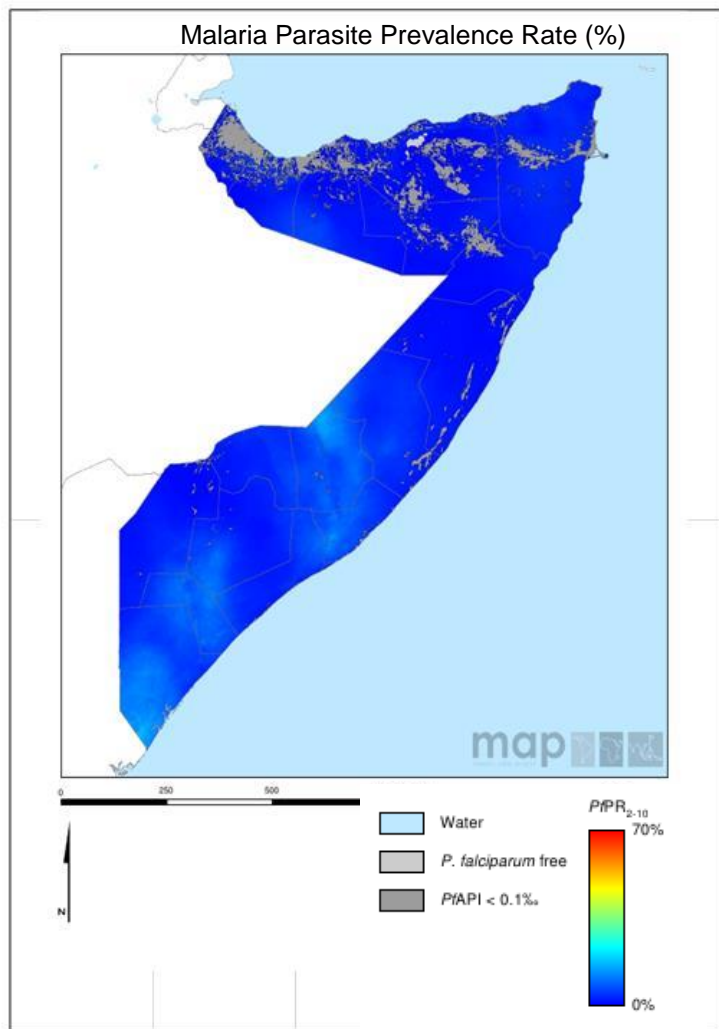 Malaria Parasite Prevalence Rate (%)
map
0 250 500
N
Water
P. falciparum free
PfAPI < 0.1‰
PfPR2-10
70%
0%